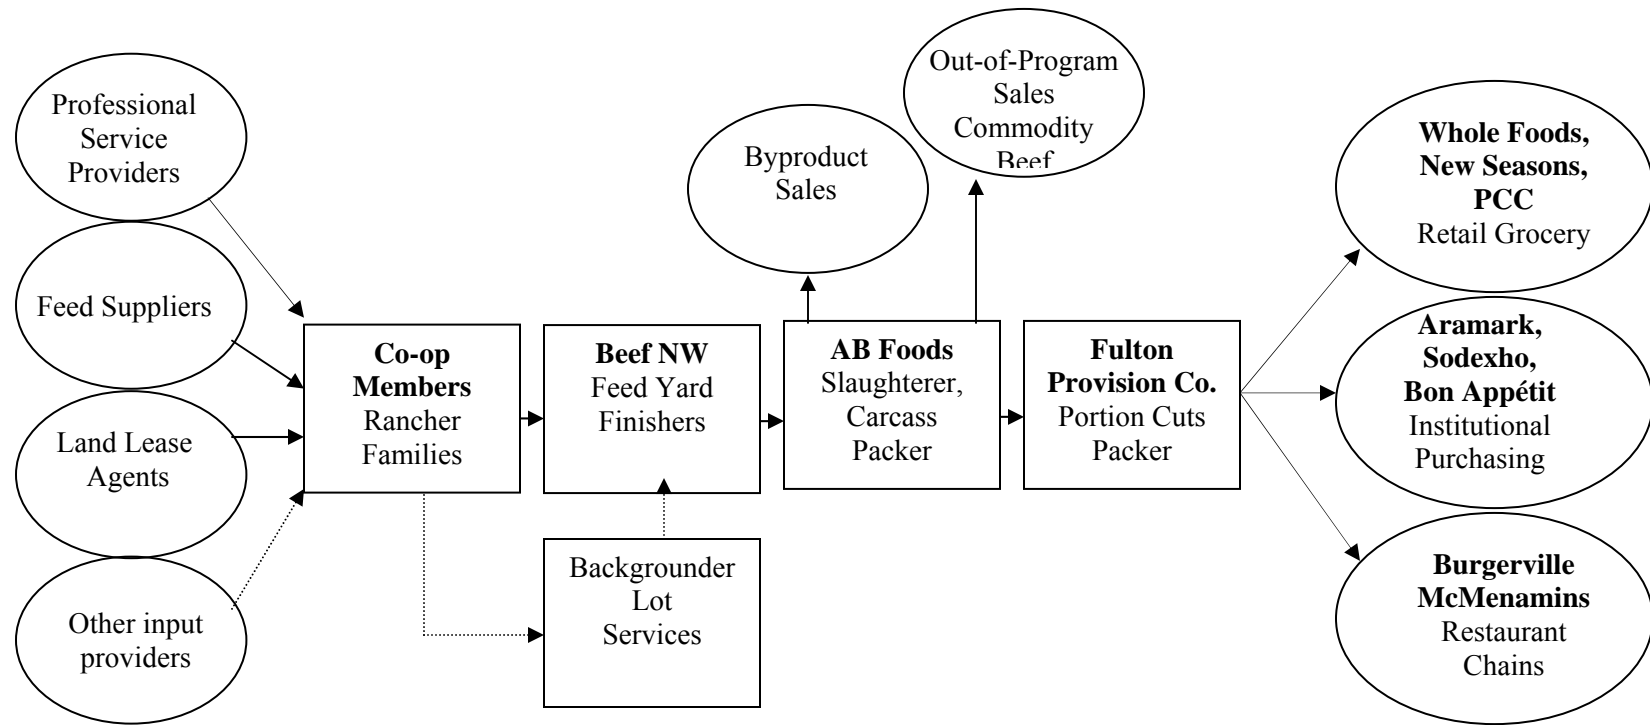 Professional
Service
Providers
Feed Suppliers
Land Lease
Agents
Other input
providers
Co-op
Members
Rancher
Families
Beef NW
Feed Yard
Finishers
Backgrounder
Lot
Services
Byproduct
Sales
Out-of-Program
Sales
Commodity
Beef
AB Foods
Slaughterer,
Carcass
Packer
Fulton
Provision Co.
Portion Cuts
Packer
Whole Foods,
New Seasons,
PCC
Retail Grocery
Aramark,
Sodexho,
Bon Appétit
Institutional
Purchasing
Burgerville
McMenamins
Restaurant
Chains